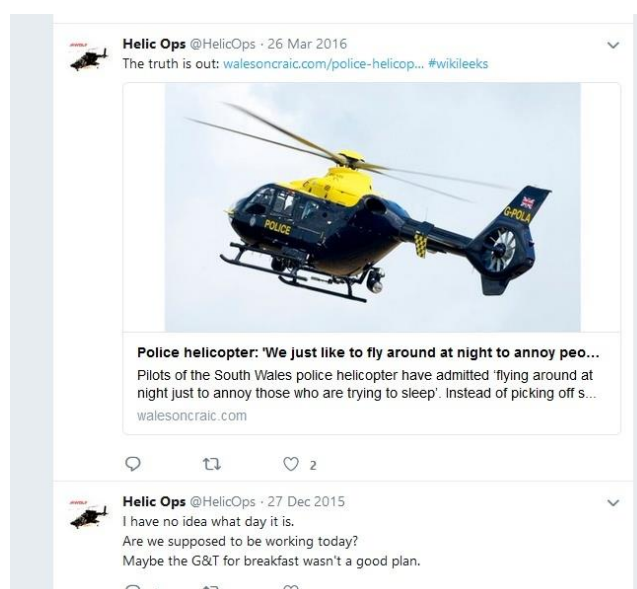 Helic Ops @HelicOps · 26 Mar 2016
The truth is out: walesoncraic.com/police-helicop... #wikileeks
POLICE
G-POLA
Police helicopter: 'We just like to fly around at night to annoy peo...
Pilots of the South Wales police helicopter have admitted ‘flying around at
night just to annoy those who are trying to sleep’. Instead of picking off s...
walesoncraic.com
2
Helic Ops @HelicOps · 27 Dec 2015
I have no idea what day it is.
Are we supposed to be working today?
Maybe the G&T for breakfast wasn't a good plan.